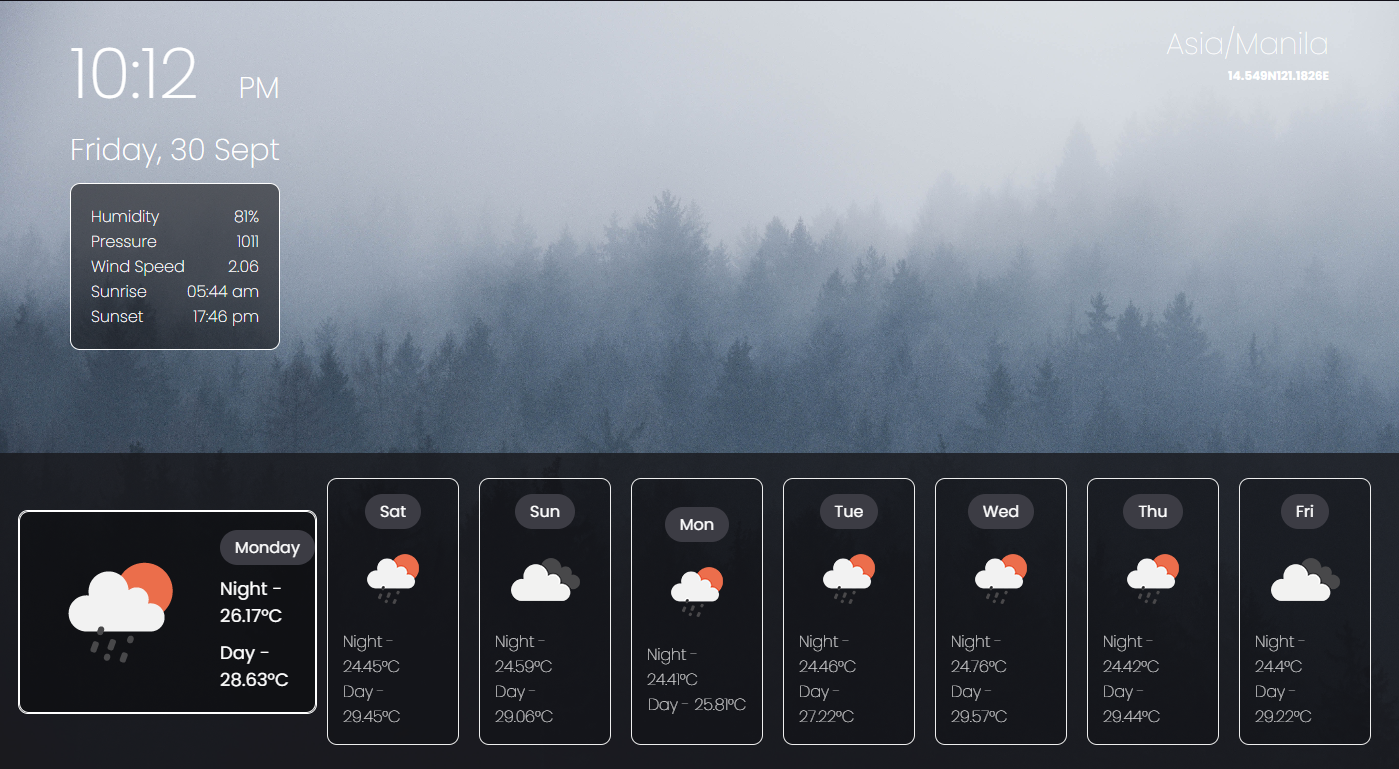 10:12 PM
Asia/Manila
14.549N121.1826E
Friday, 30 Sept
Humidity 81%
Pressure 1011
Wind Speed 2.06
Sunrise 05:44 am
Sunset 17:46 pm
Monday
Night -
26.17°C
Day -
28.63°C
Sat
Night -
24.45°C
Day -
29.45°C
Sun
Night -
24.59°C
Day -
29.06°C
Mon
Night -
24.41°C
Day - 25.81°C
Tue
Night -
24.46°C
Day -
27.22°C
Wed
Night -
24.76°C
Day -
29.57°C
Thu
Night -
24.42°C
Day -
29.44°C
Fri
Night -
24.4°C
Day -
29.22°C